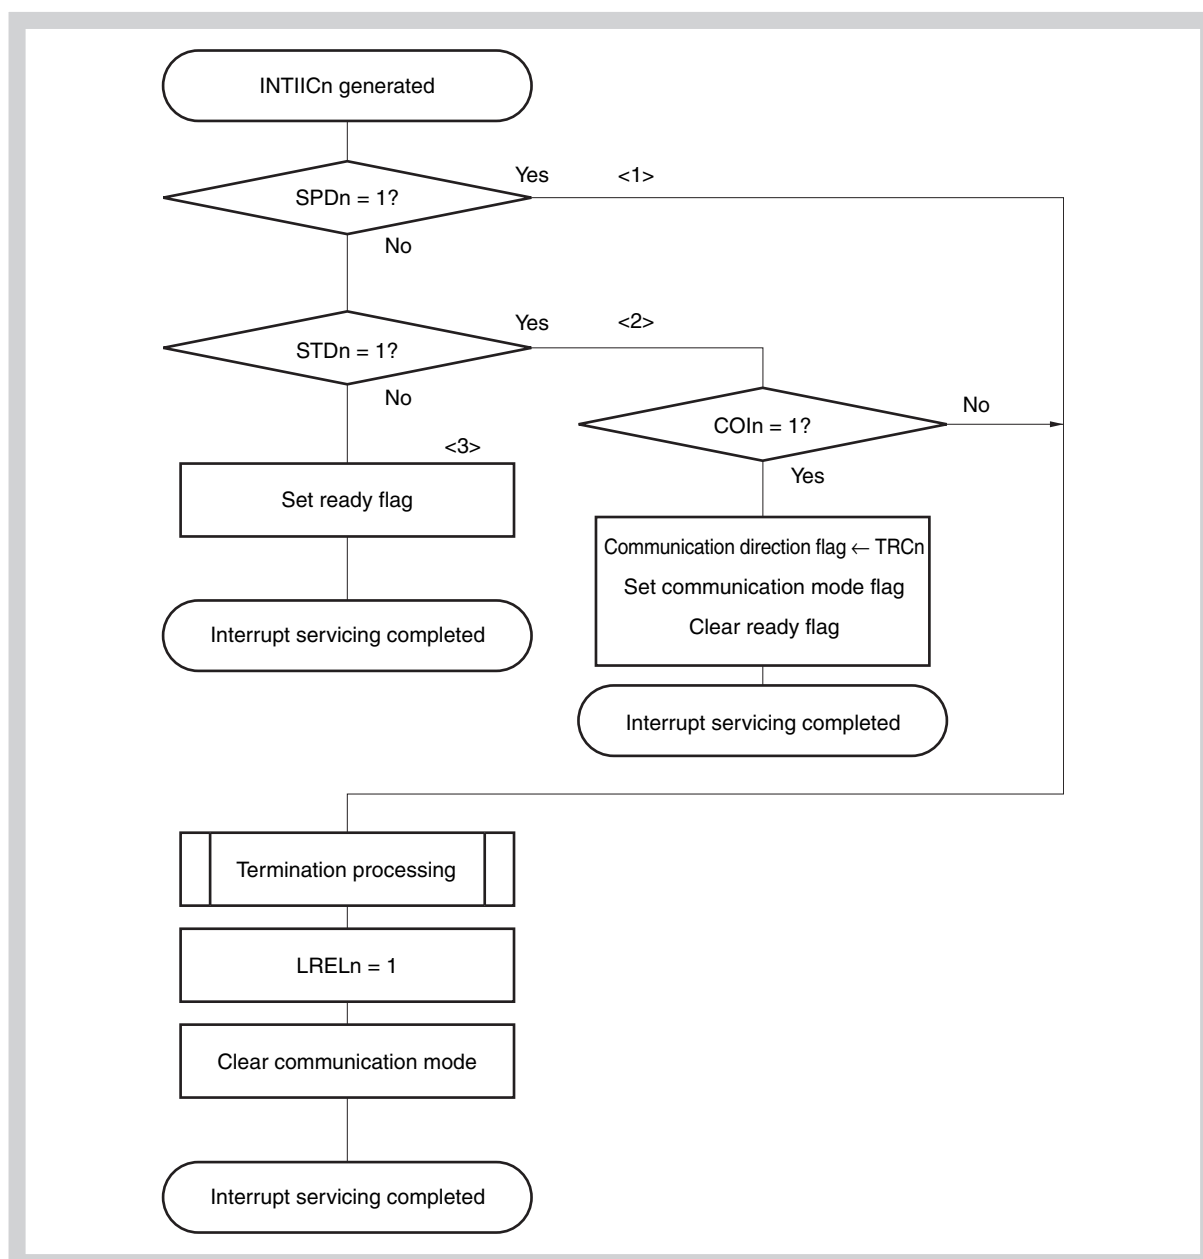 INTIICn generated
Yes <1>
SPDn = 1?
No
Yes <2>
STDn = 1?
No
No
COIn = 1?
<3>
Yes
Set ready flag
Communication direction flag ← TRCn
Set communication mode flag
Clear ready flag
Interrupt servicing completed
Interrupt servicing completed
Termination processing
LRELn = 1
Clear communication mode
Interrupt servicing completed